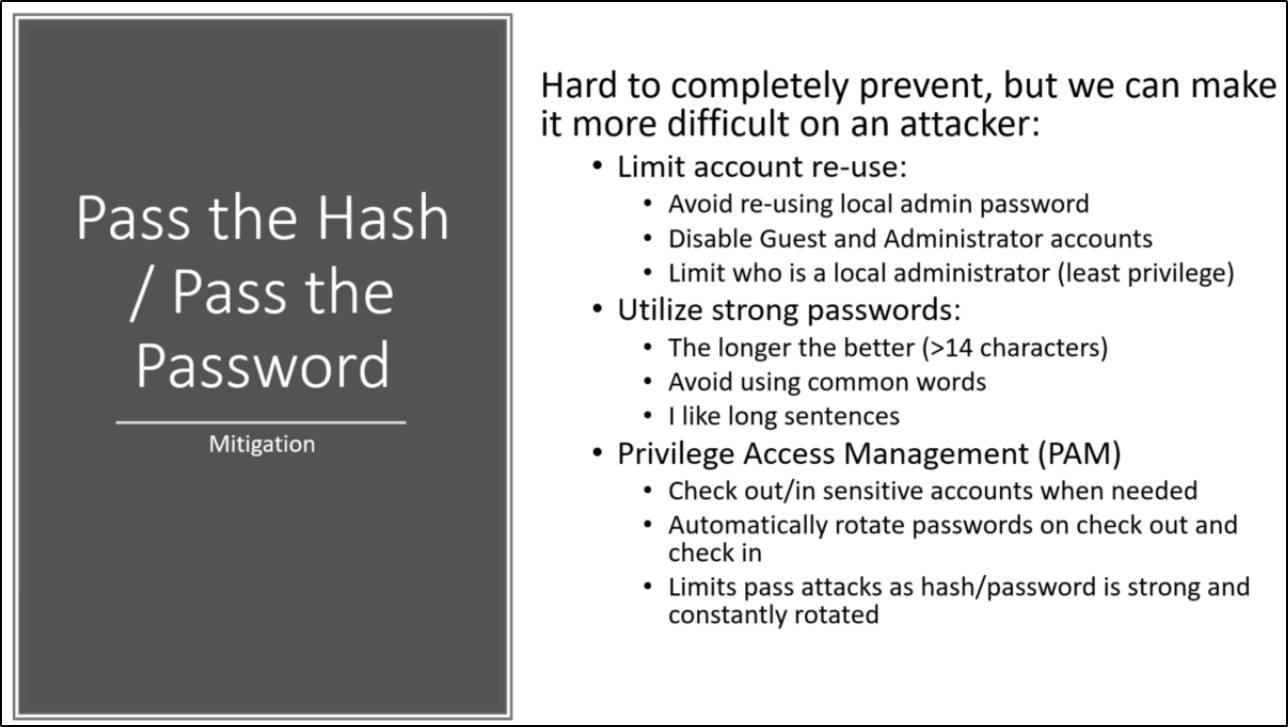 Pass the Hash
/ Pass the
Password
Mitigation
Hard to completely prevent, but we can make
it more difficult on an attacker:
• Limit account re-use:
• Avoid re-using local admin password
• Disable Guest and Administrator accounts
• Limit who is a local administrator (least privilege)
• Utilize strong passwords:
• The longer the better (>14 characters)
• Avoid using common words
• I like long sentences
• Privilege Access Management (PAM)
• Check out/in sensitive accounts when needed
• Automatically rotate passwords on check out and
check in
• Limits pass attacks as hash/password is strong and
constantly rotated